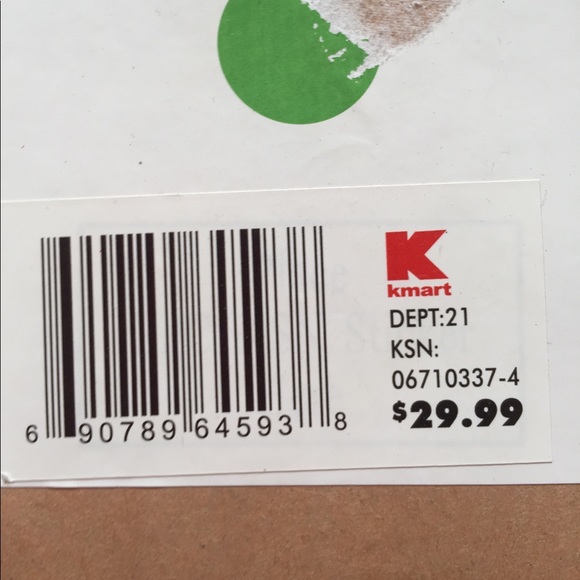 K
kmart
DEPT:21
KSN:
06710337-4
$29.99
6 90789 64593 8